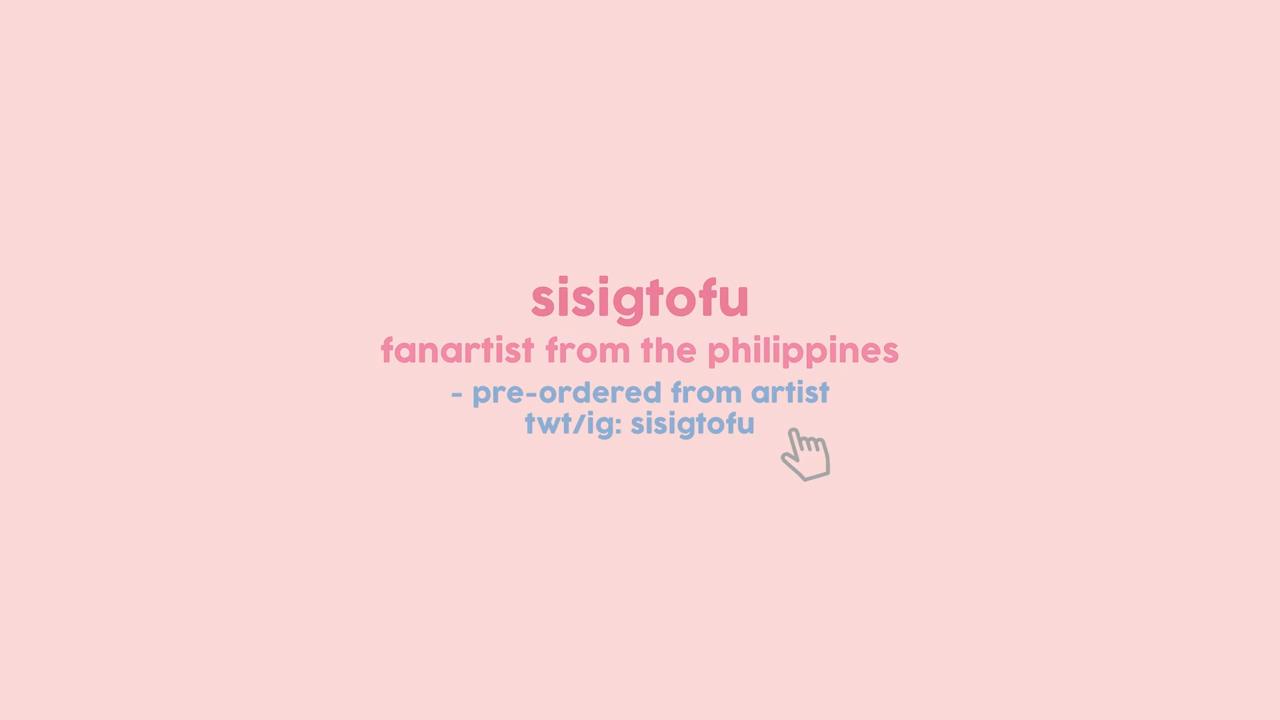 sisigtofu
fanartist from the philippines
- pre-ordered from artist
twt/ig: sisigtofu